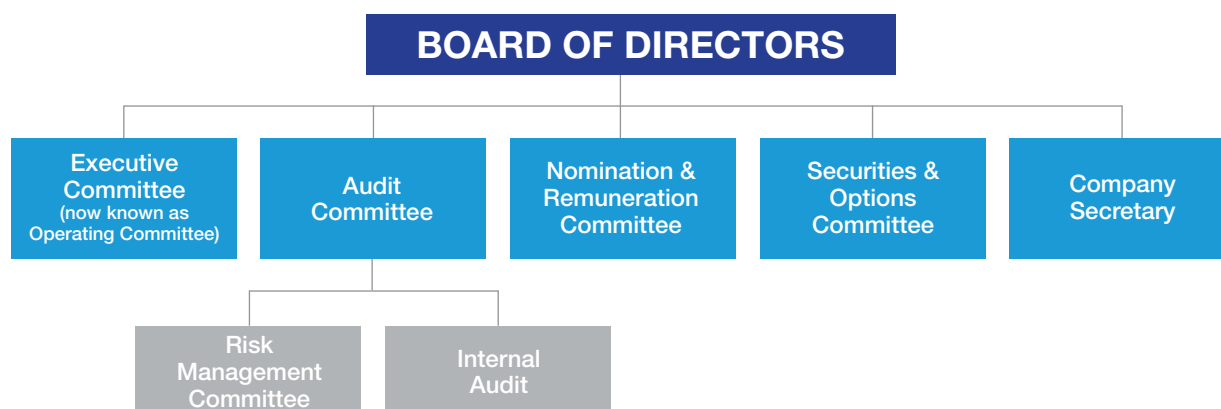 BOARD OF DIRECTORS
Executive
Committee
(now known as
Operating Committee)
Audit
Committee
Nomination &
Remuneration
Committee
Securities &
Options
Committee
Company
Secretary
Risk
Management
Committee
Internal
Audit